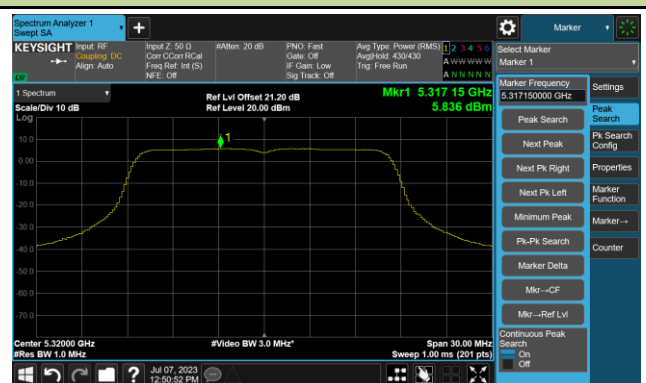 Spectrum Analyzer 1
Swept SA
Marker
KEYSIGHT
Input: RF
Coupling: DC
Align: Auto
Input Z: 50 Ω
Corr CCorr RCal
Freq Ref: Int (S)
NFE: Off
#Atten: 20 dB
PNO: Fast
Gate: Off
IF Gain: Low
Sig Track: Off
Avg Type: Power (RMS)
Avg|Hold: 430/430
Trig: Free Run
1 2 3 4 5 6
A W W W W W
A N N N N N
LW
Select Marker
Marker 1
1 Spectrum
Scale/Div 10 dB
Log
Ref Lvl Offset 21.20 dB
Ref Level 20.00 dBm
Mkr1 5.317 15 GHz
5.836 dBm
Marker Frequency
5.317150000 GHz
Peak Search
Next Peak
Next Pk Right
Next Pk Left
Minimum Peak
Pk-Pk Search
Marker Delta
Mkr→CF
Mkr→Ref Lvl
Continuous Peak
Search
On
Off
Settings
Peak
Search
Pk Search
Config
Properties
Marker
Function
Marker→
Counter
1
10.0
0.00
-10.0
-20.0
-30.0
-40.0
-50.0
-60.0
-70.0
Center 5.32000 GHz
#Res BW 1.0 MHz
#Video BW 3.0 MHz*
Span 30.00 MHz
Sweep 1.00 ms (201 pts)
?
Jul 07, 2023
12:50:52 PM